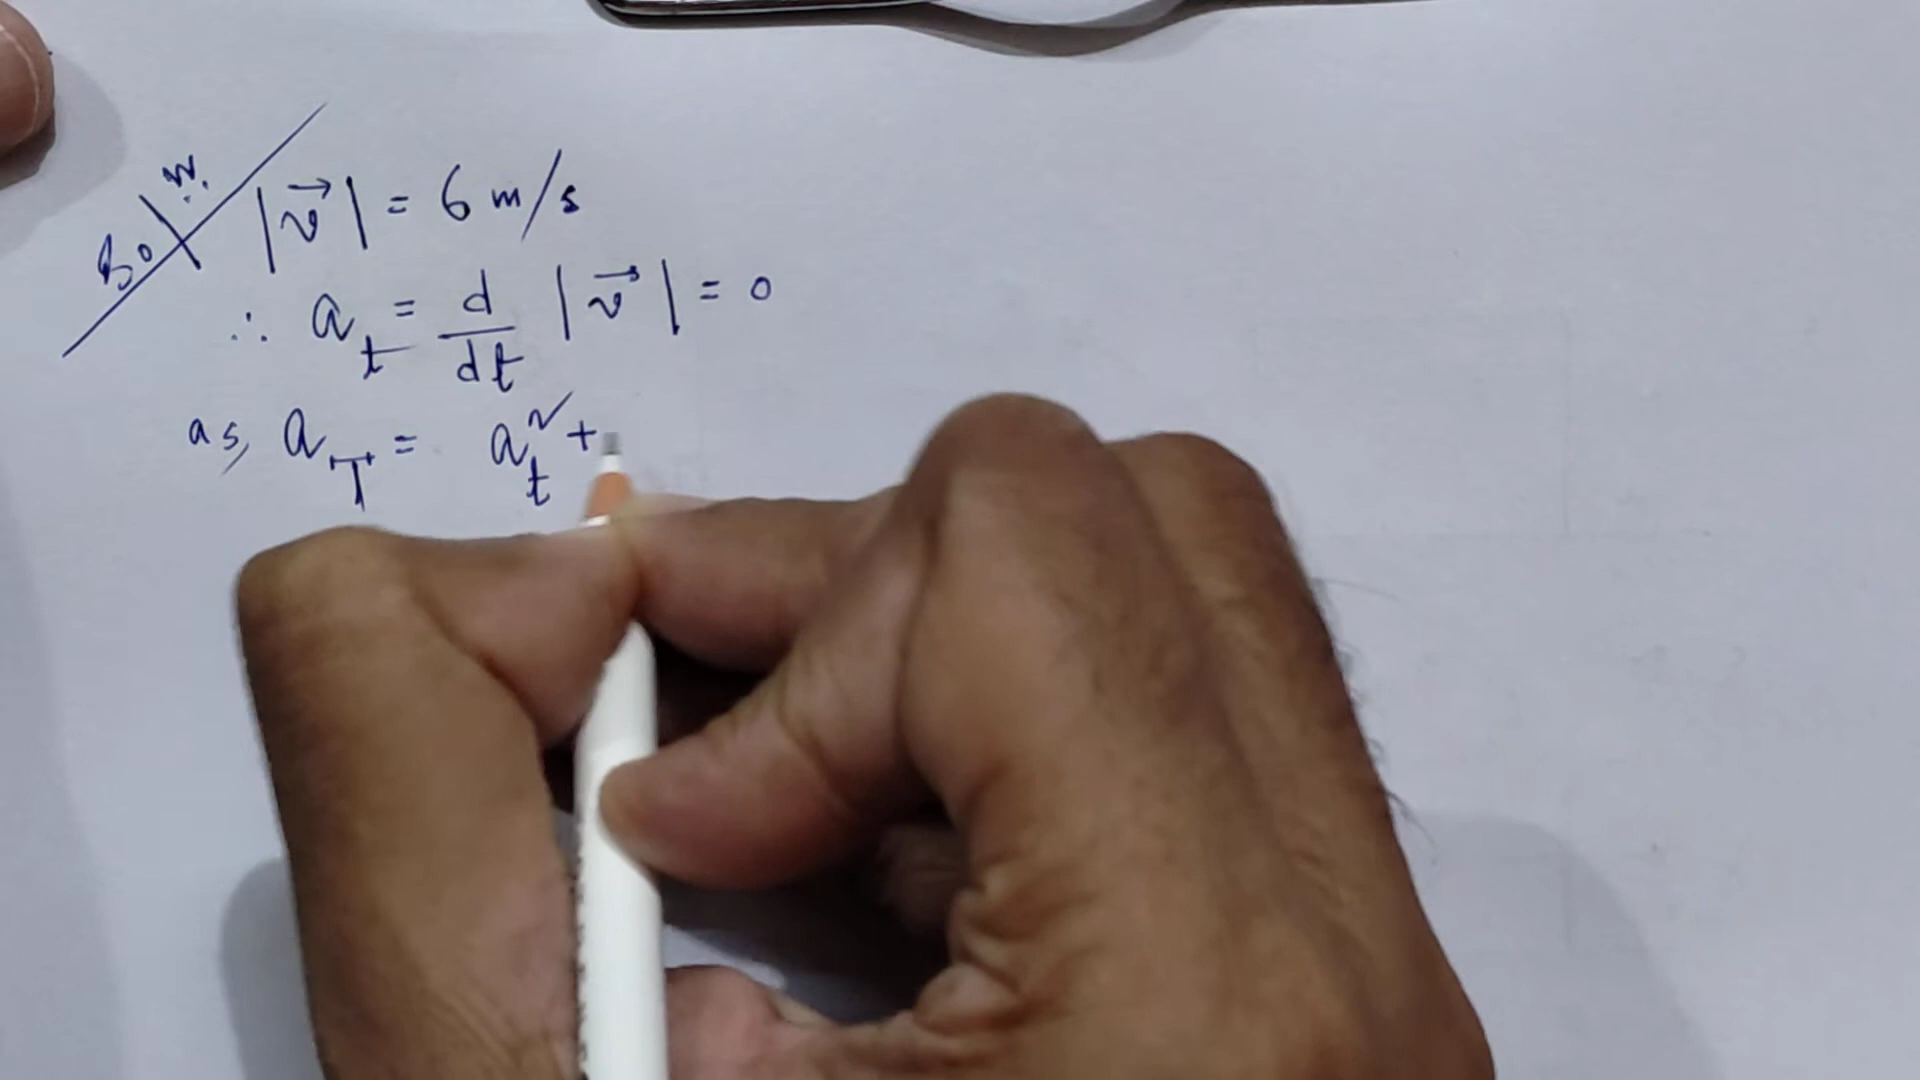 Sol\n.
|v⃗| = 6 m/s
∴ a_t = d/dt |v⃗| = 0
as, a_T = a_t² +